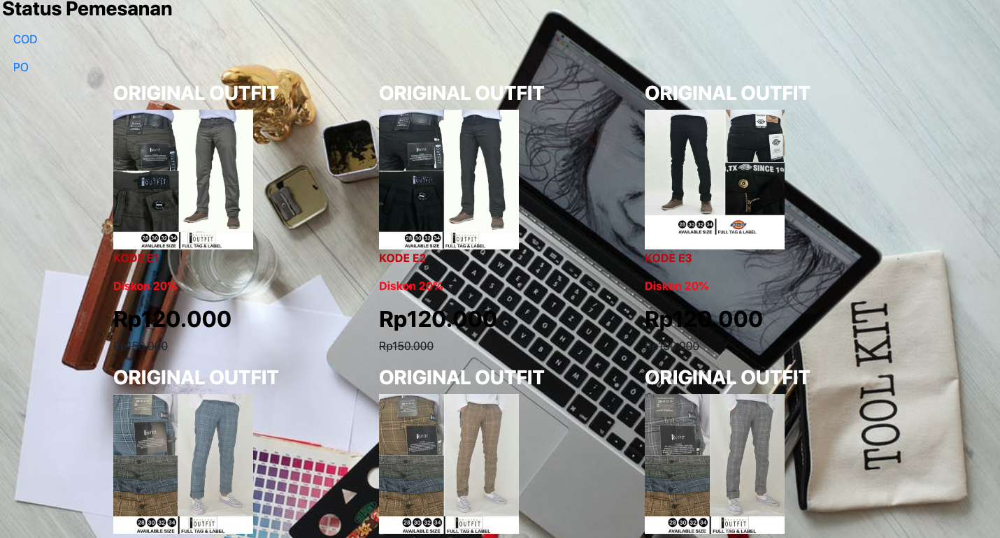 Status Pemesanan
COD
PO
ORIGINAL OUTFIT
ORIGINAL OUTFIT
ORIGINAL OUTFIT
OUTFIT
OUTFIT
TX SINCE 19
28 30 32 34
AVAILABLE SIZE
OUTFIT
FULL TAG & LABEL
28 30 32 34
AVAILABLE SIZE
OUTFIT
FULL TAG & LABEL
28 30 32 34
AVAILABLE SIZE
FULL TAG & LABEL
KODE E1
KODE E2
KODE E3
Diskon 20%
Diskon 20%
Diskon 20%
Rp120.000
Rp120.000
Rp120.000
Rp150.000
Rp150.000
Rp150.000
TOOL KIT
ORIGINAL OUTFIT
ORIGINAL OUTFIT
ORIGINAL OUTFIT
OUTFIT
OUTFIT
OUTFIT
28 30 32 34
AVAILABLE SIZE
OUTFIT
FULL TAG & LABEL
28 30 32 34
AVAILABLE SIZE
OUTFIT
FULL TAG & LABEL
28 30 32 34
AVAILABLE SIZE
OUTFIT
FULL TAG & LABEL